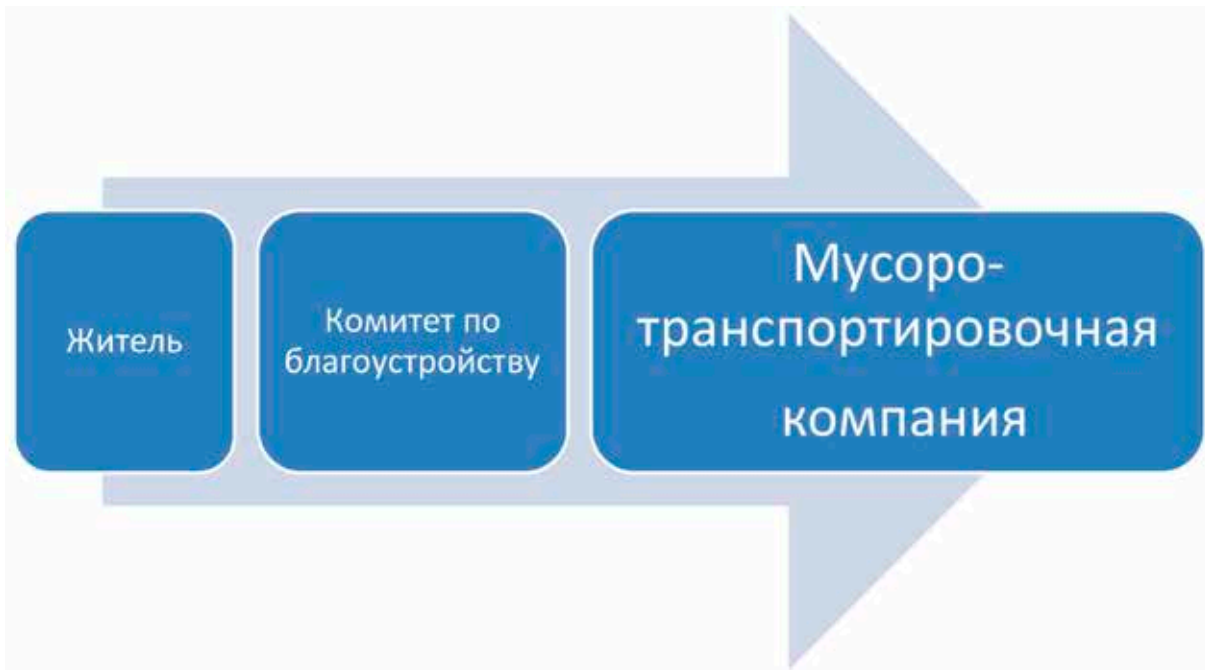 Житель
Комитет по
благоустройству
Мусоро-
транспортировочная
компания